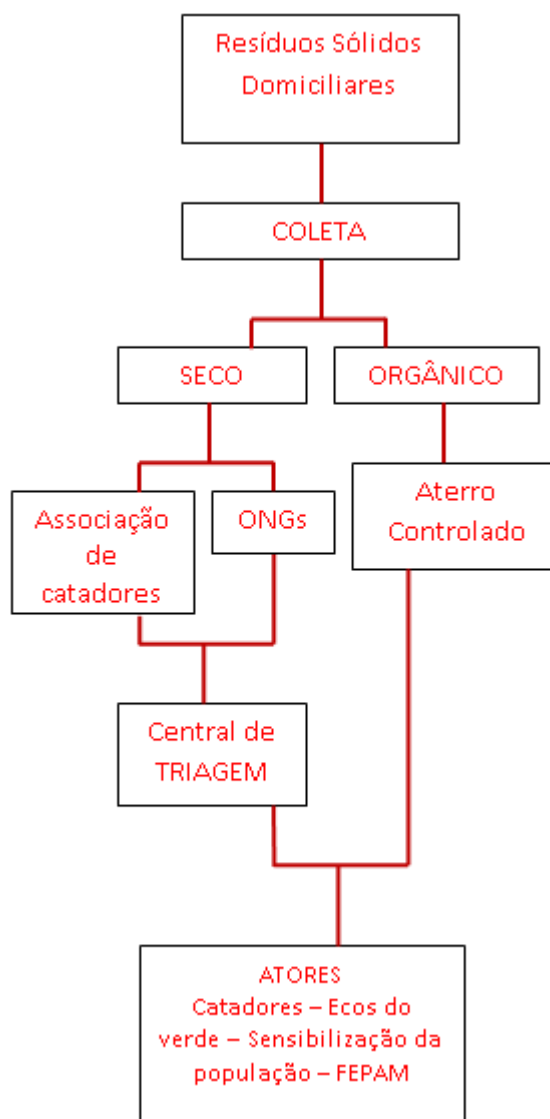 Resíduos Sólidos
Domiciliares
COLETA
SECO
ORGÂNICO
Associação
de
catadores
ONGs
Aterro
Controlado
Central de
TRIAGEM
ATORES
Catadores – Ecos do
verde – Sensibilização da
população – FEPAM